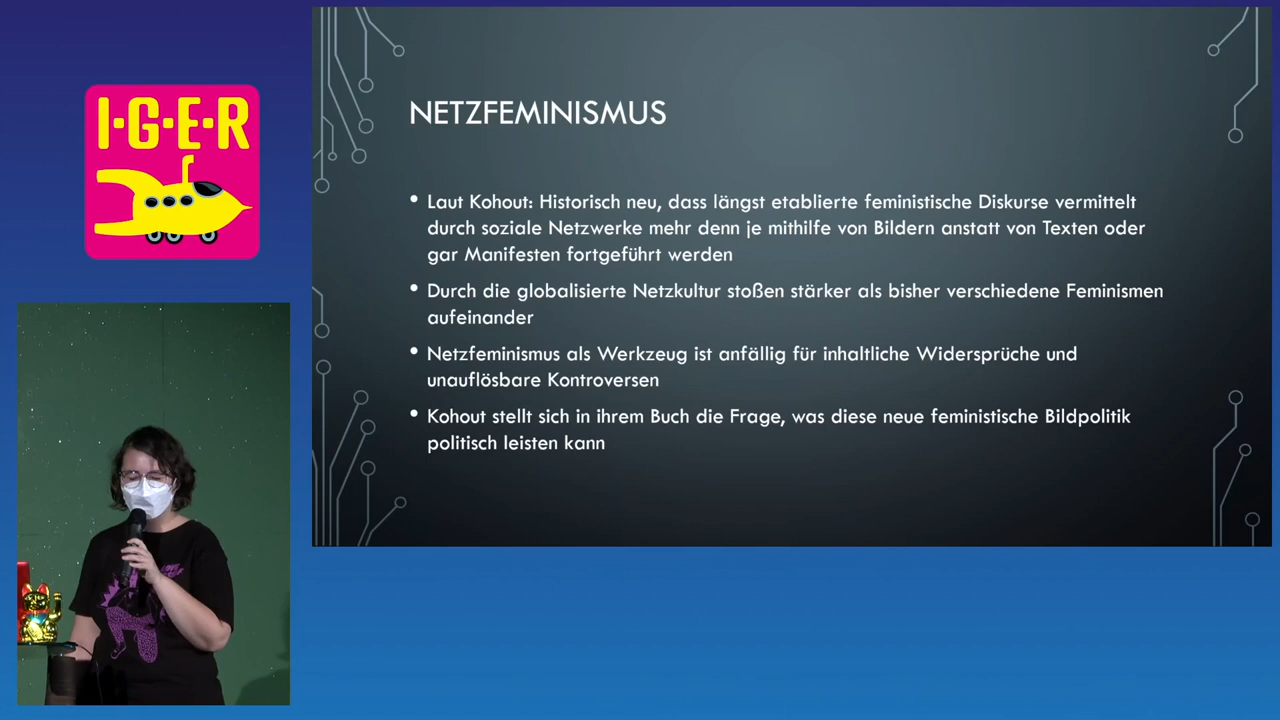 I·G·E·R
NETZFEMINISMUS
• Laut Kohout: Historisch neu, dass längst etablierte feministische Diskurse vermittelt
durch soziale Netzwerke mehr denn je mithilfe von Bildern anstatt von Texten oder
gar Manifesten fortgeführt werden
• Durch die globalisierte Netzkultur stoßen stärker als bisher verschiedene Feminismen
aufeinander
• Netzfeminismus als Werkzeug ist anfällig für inhaltliche Widersprüche und
unauflösbare Kontroversen
• Kohout stellt sich in ihrem Buch die Frage, was diese neue feministische Bildpolitik
politisch leisten kann